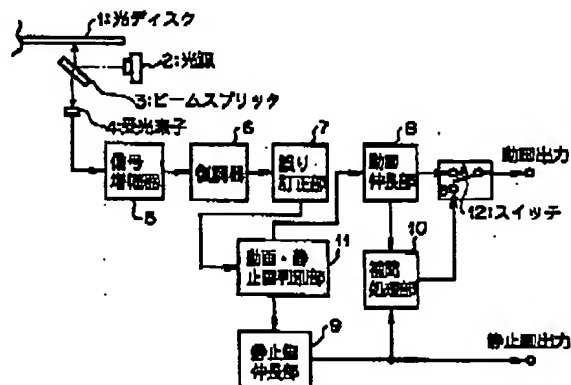 1:光ディスク
2:光源
3:ビームスプリッタ
4:受光素子
6
7
8
信号
増幅器
復調器
誤り
訂正部
動画
伸長部
動画出力
12:スイッチ
5
11
10
動画・静
止画判別部
補間
処理部
9
静止画
伸長部
静止画出力
A
B